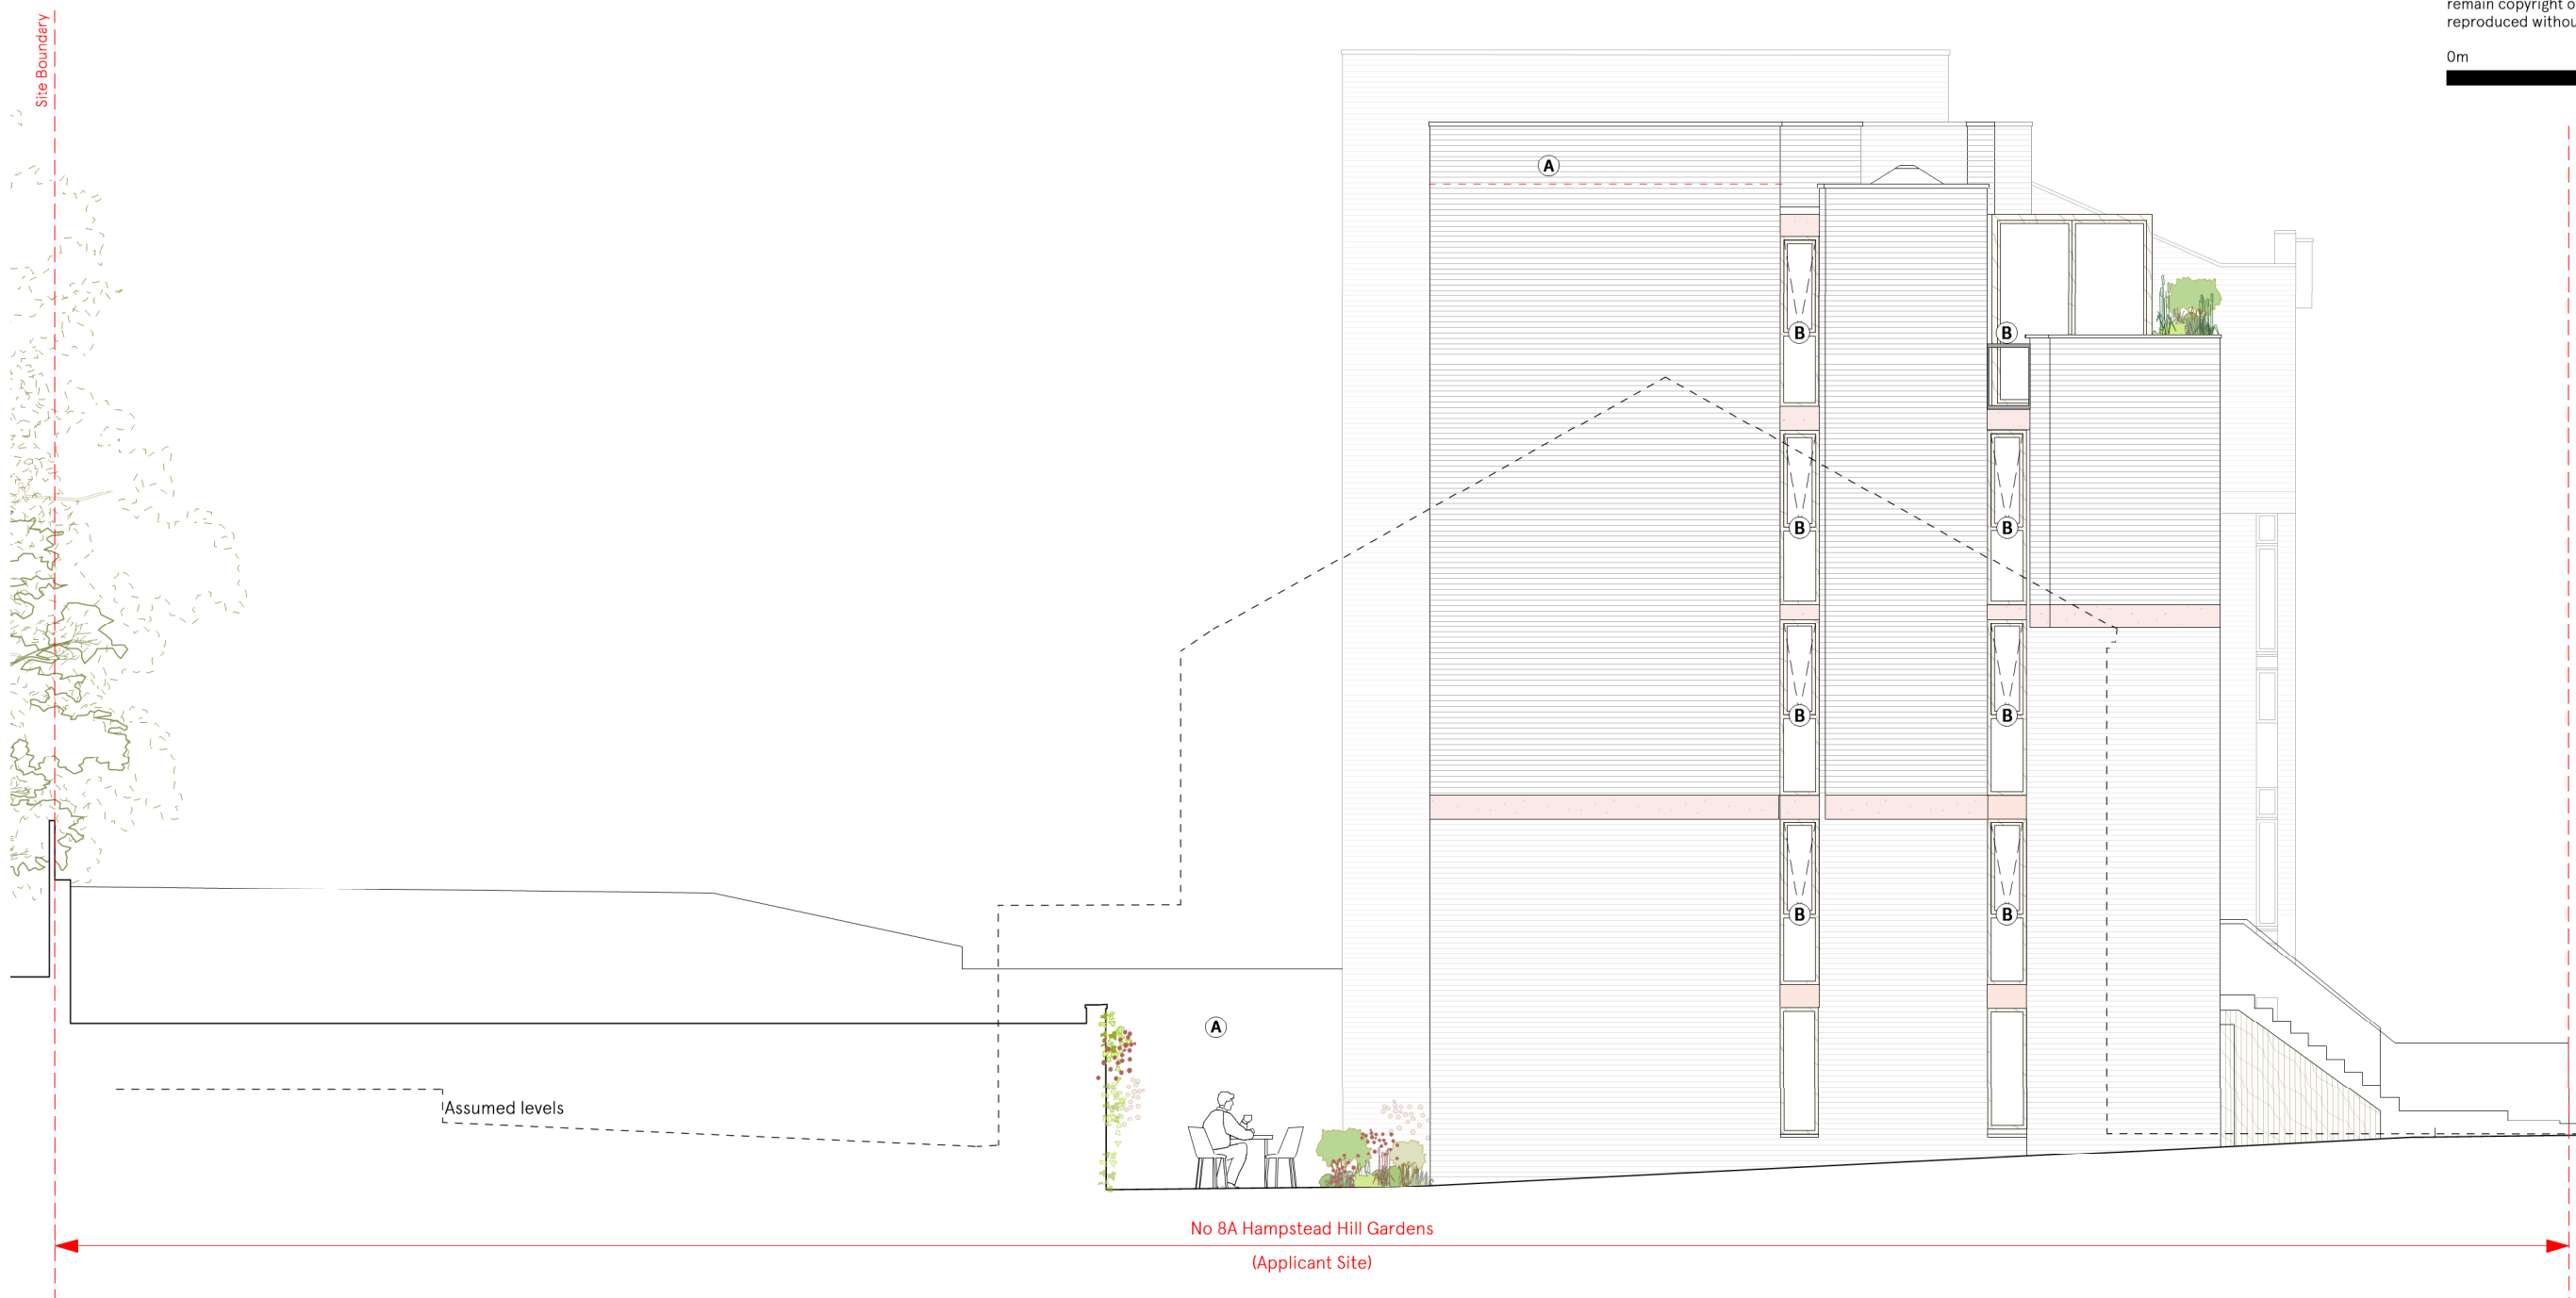 remain copyright o
reproduced withou
0m
Site Boundary
A
B
B
B
B
B
B
B
B
A
Assumed levels
No 8A Hampstead Hill Gardens
(Applicant Site)